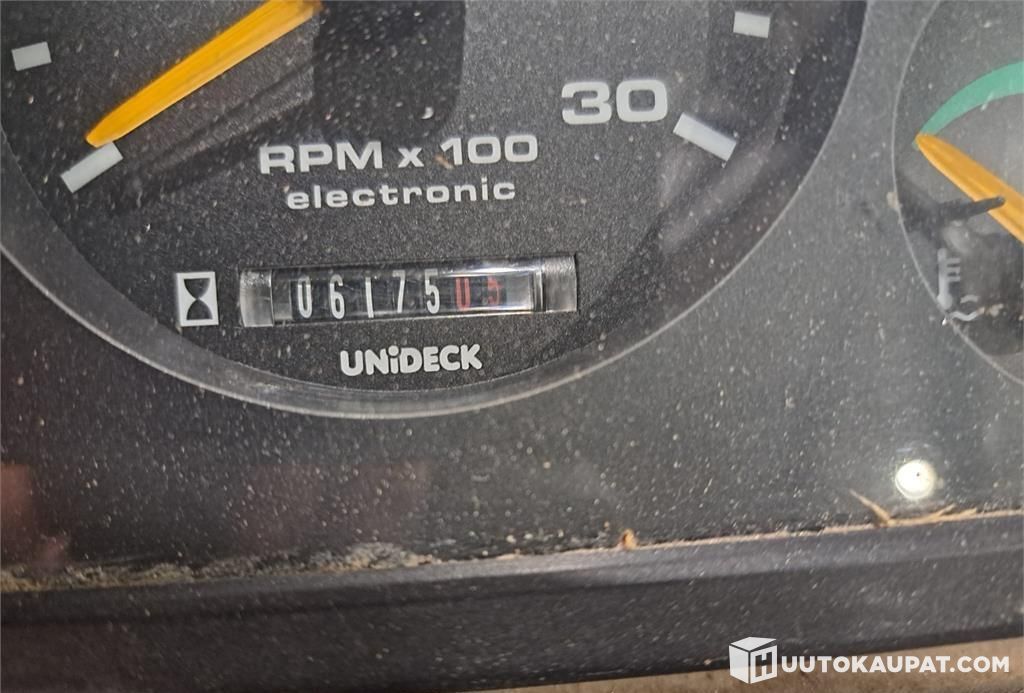 30
RPM x 100
electronic
0617505
UNiDECK
HUUTOKAUPAT.COM